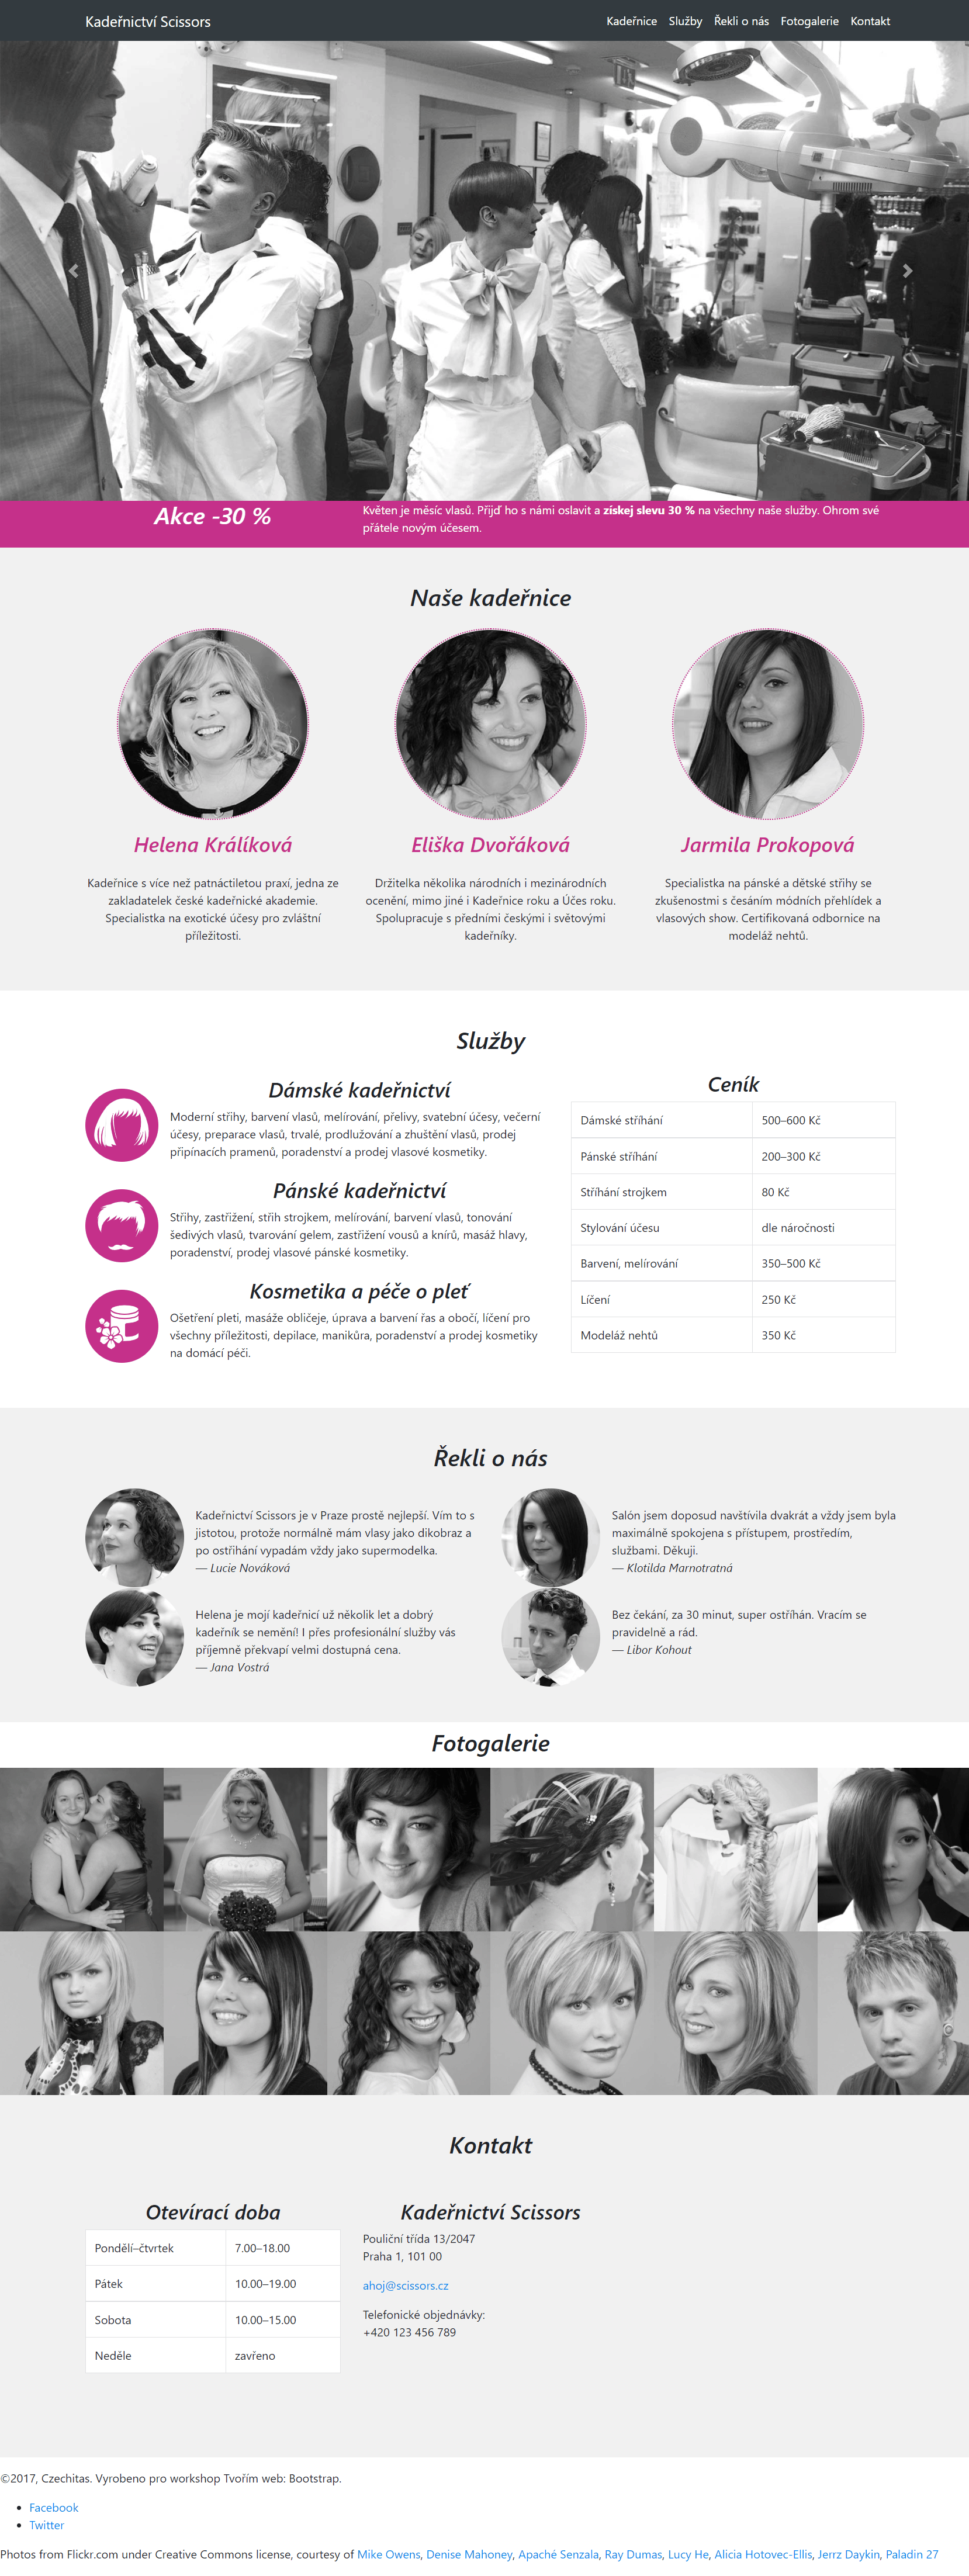 Kadeřnictví Scissors
Kadeřnice Služby Řekli o nás Fotogalerie Kontakt
Akce -30 %
Květen je měsíc vlasů. Přijď ho s námi oslavit a získej slevu 30 % na všechny naše služby. Ohrom své
přátele novým účesem.
Naše kadeřnice
Helena Králíková
Kadeřnice s více než patnáctiletou praxí, jedna ze
zakladatelek české kadeřnické akademie.
Specialistka na exotické účesy pro zvláštní
příležitosti.
Eliška Dvořáková
Držitelka několika národních i mezinárodních
ocenění, mimo jiné i Kadeřnice roku a Účes roku.
Spolupracuje s předními českými i světovými
kadeřníky.
Jarmila Prokopová
Specialistka na pánské a dětské střihy se
zkušenostmi s česáním módních přehlídek a
vlasových show. Certifikovaná odbornice na
modeláž nehtů.
Služby
Dámské kadeřnictví
Moderní střihy, barvení vlasů, melírování, přelivy, svatební účesy, večerní
účesy, preparace vlasů, trvalé, prodlužování a zhuštění vlasů, prodej
připínacích pramenů, poradenství a prodej vlasové kosmetiky.
Pánské kadeřnictví
Střihy, zastřižení, střih strojkem, melírování, barvení vlasů, tonování
šedivých vlasů, tvarování gelem, zastřižení vousů a knírů, masáž hlavy,
poradenství, prodej vlasové pánské kosmetiky.
Kosmetika a péče o pleť
Ošetření pleti, masáže obličeje, úprava a barvení řas a obočí, líčení pro
všechny příležitosti, depilace, manikůra, poradenství a prodej kosmetiky
na domácí péči.
Ceník
Dámské stříhání 500–600 Kč
Pánské stříhání 200–300 Kč
Stříhání strojkem 80 Kč
Stylování účesu dle náročnosti
Barvení, melírování 350–500 Kč
Líčení 250 Kč
Modeláž nehtů 350 Kč
Řekli o nás
Kadeřnictví Scissors je v Praze prostě nejlepší. Vím to s
jistotou, protože normálně mám vlasy jako dikobraz a
po ostřihání vypadám vždy jako supermodelka.
— Lucie Nováková
Salón jsem doposud navštívila dvakrát a vždy jsem byla
maximálně spokojena s přístupem, prostředím,
službami. Děkuji.
— Klotilda Marnotratná
Helena je mojí kadeřnicí už několik let a dobrý
kadeřník se nemění! I přes profesionální služby vás
příjemně překvapí velmi dostupná cena.
— Jana Vostrá
Bez čekání, za 30 minut, super ostříhán. Vracím se
pravidelně a rád.
— Libor Kohout
Fotogalerie
Kontakt
Otevírací doba
Pondělí–čtvrtek 7.00–18.00
Pátek 10.00–19.00
Sobota 10.00–15.00
Neděle zavřeno
Kadeřnictví Scissors
Pouliční třída 13/2047
Praha 1, 101 00
ahoj@scissors.cz
Telefonické objednávky:
+420 123 456 789
©2017, Czechitas. Vyrobeno pro workshop Tvořím web: Bootstrap.
Facebook
Twitter
Photos from Flickr.com under Creative Commons license, courtesy of Mike Owens, Denise Mahoney, Apaché Senzala, Ray Dumas, Lucy He, Alicia Hotovec-Ellis, Jerrz Daykin, Paladin 27